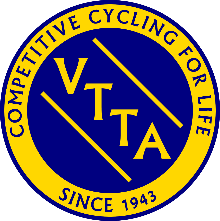 COMPETITIVE CYCLING FOR LIFE
VTTA
SINCE 1943